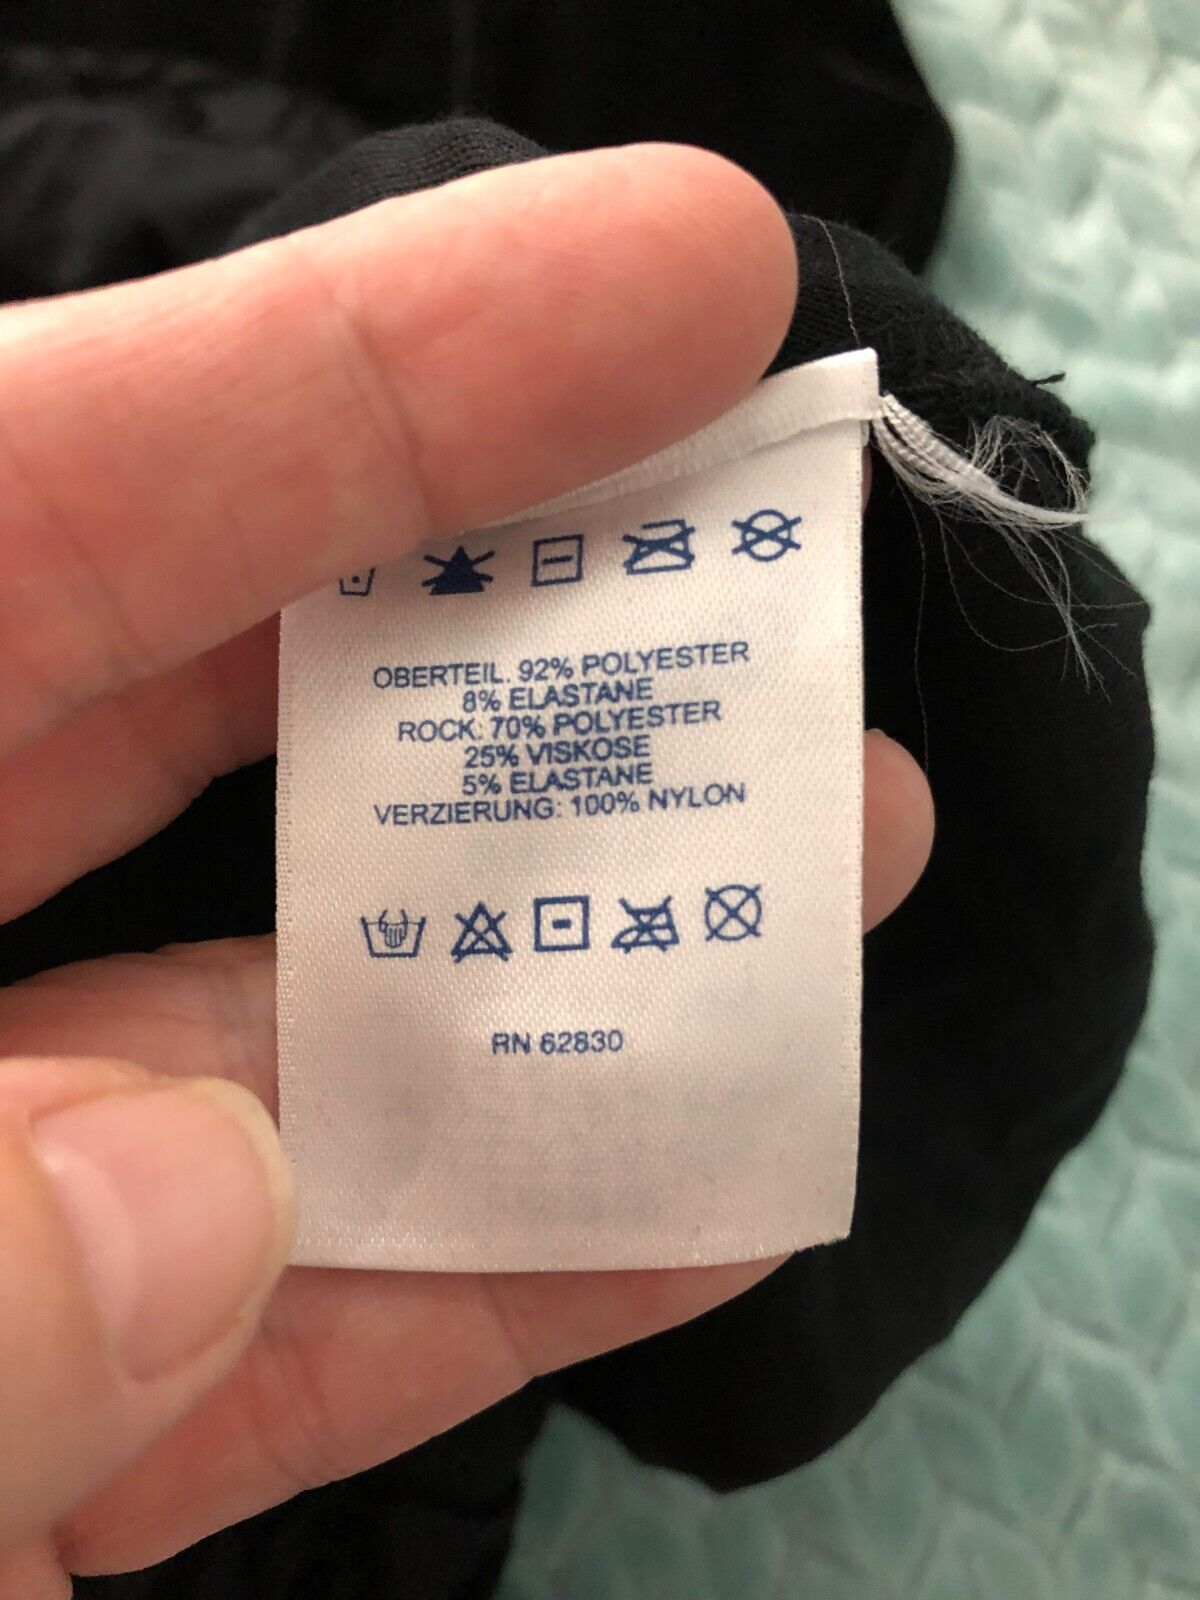 OBERTEIL. 92% POLYESTER
8% ELASTANE
ROCK: 70% POLYESTER
25% VISKOSE
5% ELASTANE
VERZIERUNG: 100% NYLON
RN 62830